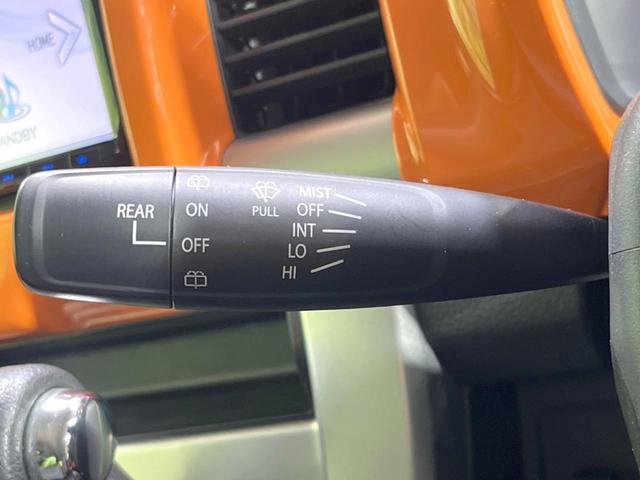 HOME
REAR
ON
OFF
PULL
MIST
OFF
INT
LO
HI